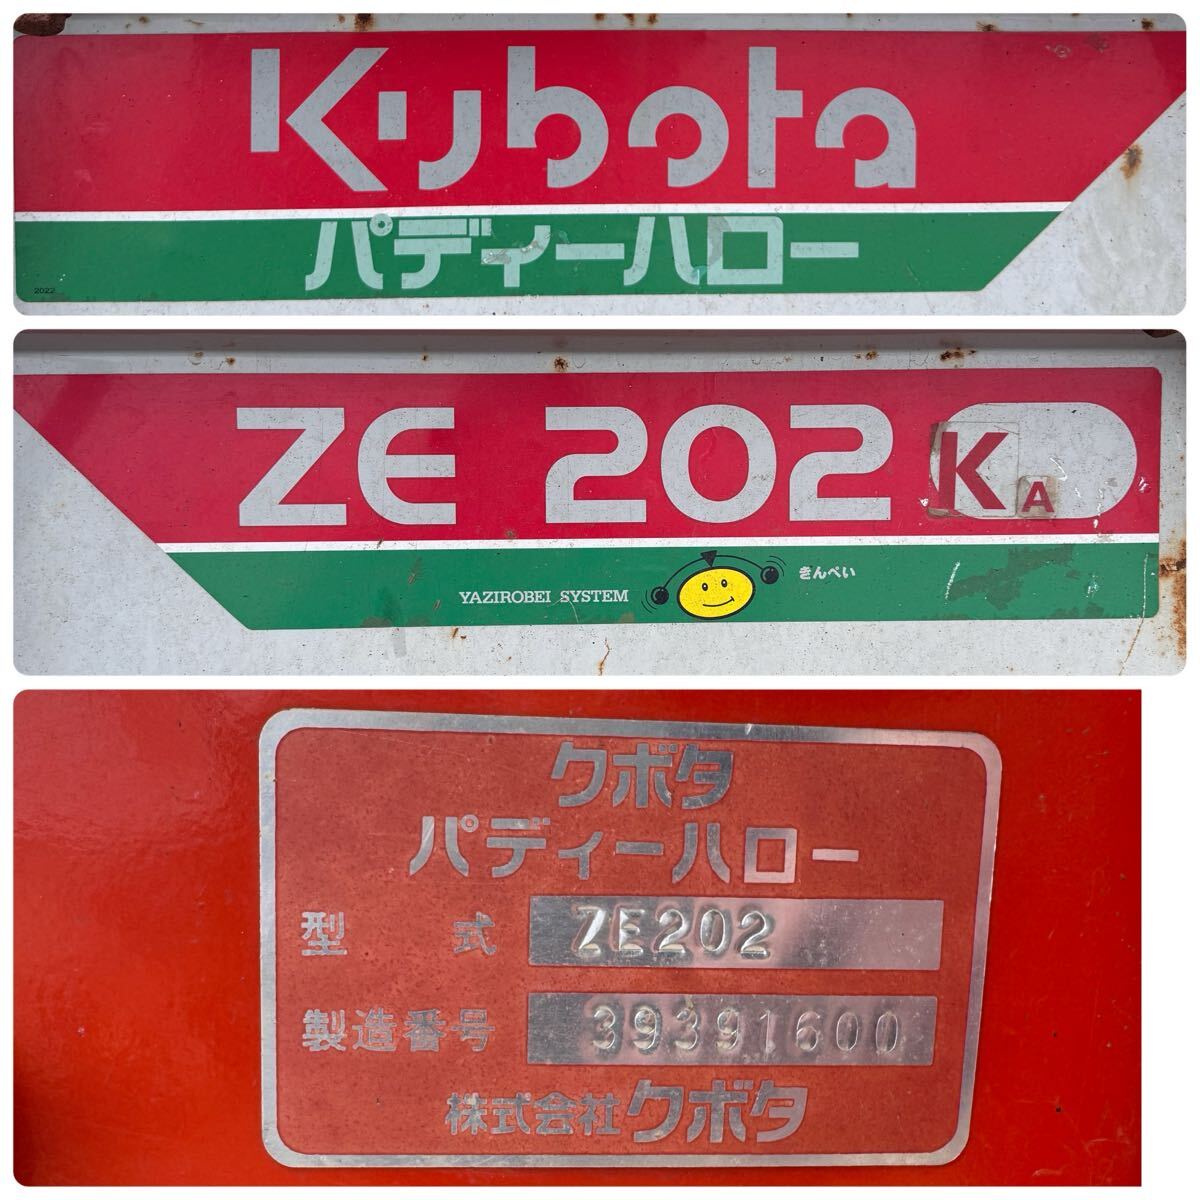 Kubota
パディーハロー
2022
ZE 202 K A
YAZIROBEI SYSTEM きんぺい
クボタ
パディーハロー
型式 ZE202
製造番号 39391600
株式会社クボタ